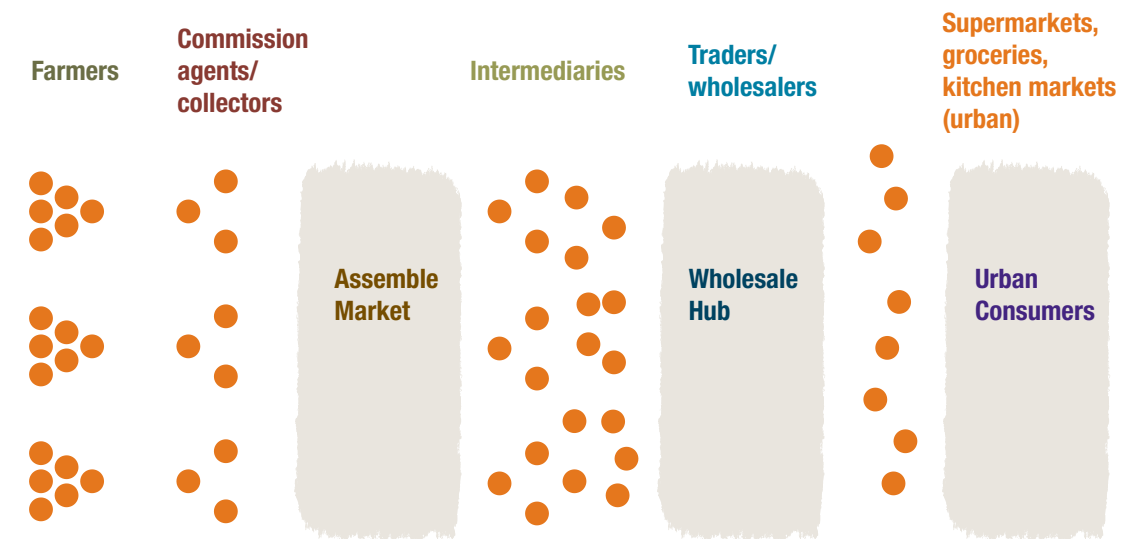 Farmers
Commission
agents/
collectors
Intermediaries
Traders/
wholesalers
Supermarkets,
groceries,
kitchen markets
(urban)
Assemble
Market
Wholesale
Hub
Urban
Consumers